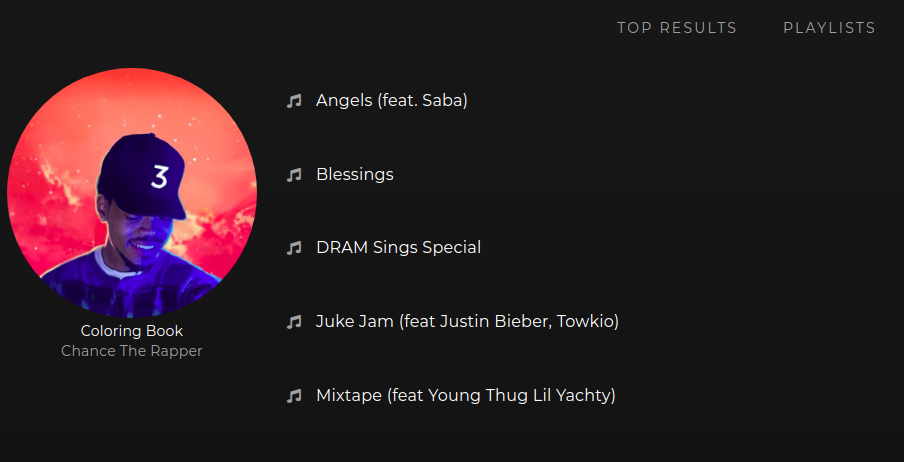 TOP RESULTS PLAYLISTS
3
Coloring Book
Chance The Rapper
Angels (feat. Saba)
Blessings
DRAM Sings Special
Juke Jam (feat Justin Bieber, Towkio)
Mixtape (feat Young Thug Lil Yachty)